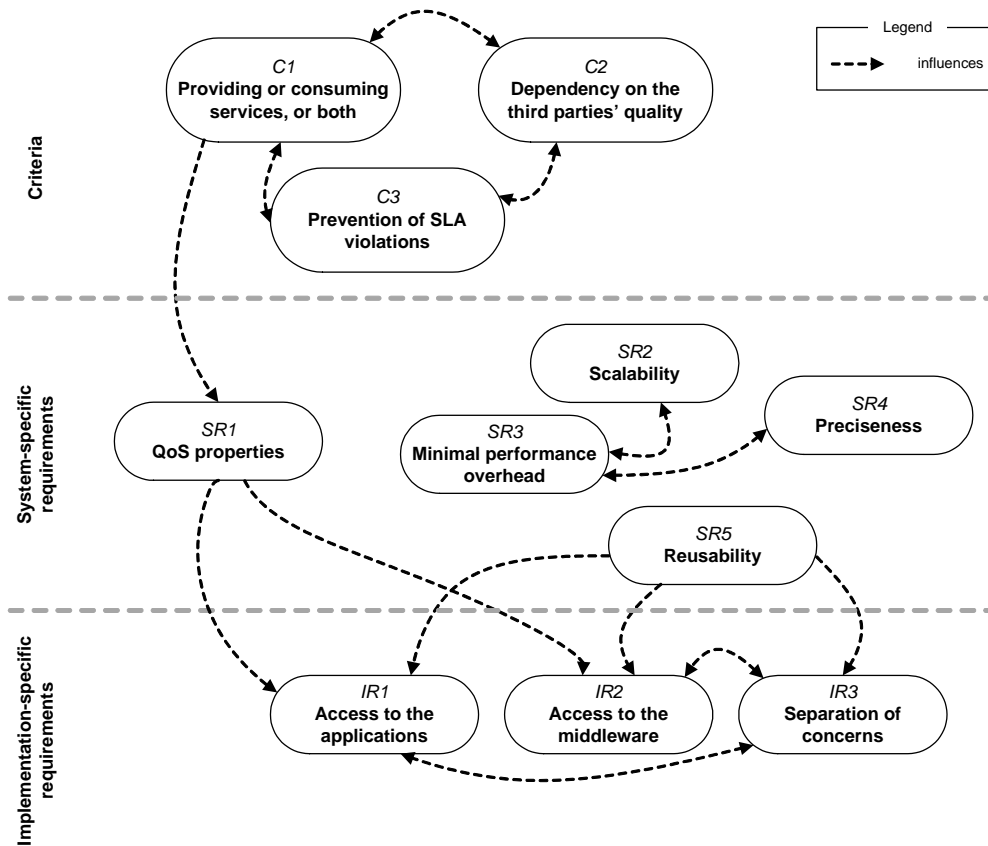 Legend
influences
Criteria
C1
Providing or consuming
services, or both
C2
Dependency on the
third parties’ quality
C3
Prevention of SLA
violations
System-specific
requirements
SR1
QoS properties
SR2
Scalability
SR3
Minimal performance
overhead
SR4
Preciseness
SR5
Reusability
Implementation-specific
requirements
IR1
Access to the
applications
IR2
Access to the
middleware
IR3
Separation of
concerns